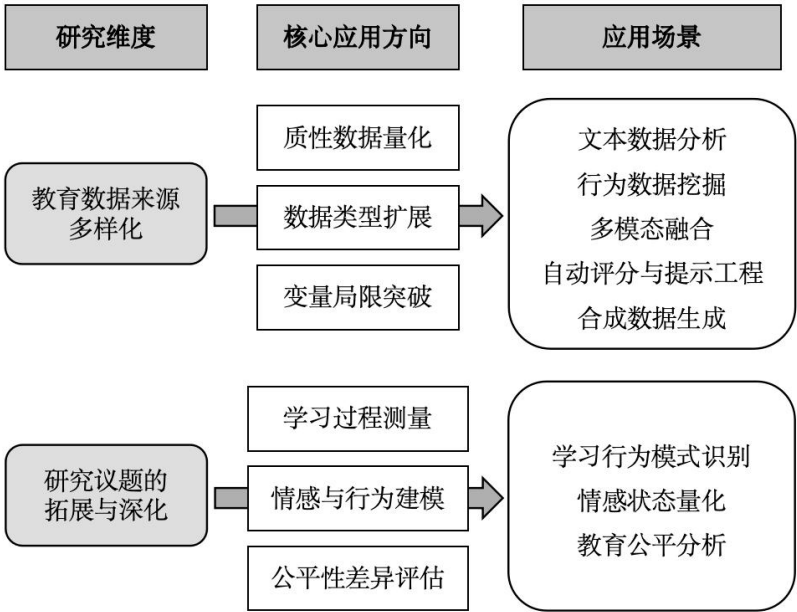 研究维度
核心应用方向
应用场景
教育数据来源
多样化
质性数据量化
数据类型扩展
变量局限突破
文本数据分析
行为数据挖掘
多模态融合
自动评分与提示工程
合成数据生成
研究议题的
拓展与深化
学习过程测量
情感与行为建模
公平性差异评估
学习行为模式识别
情感状态量化
教育公平分析